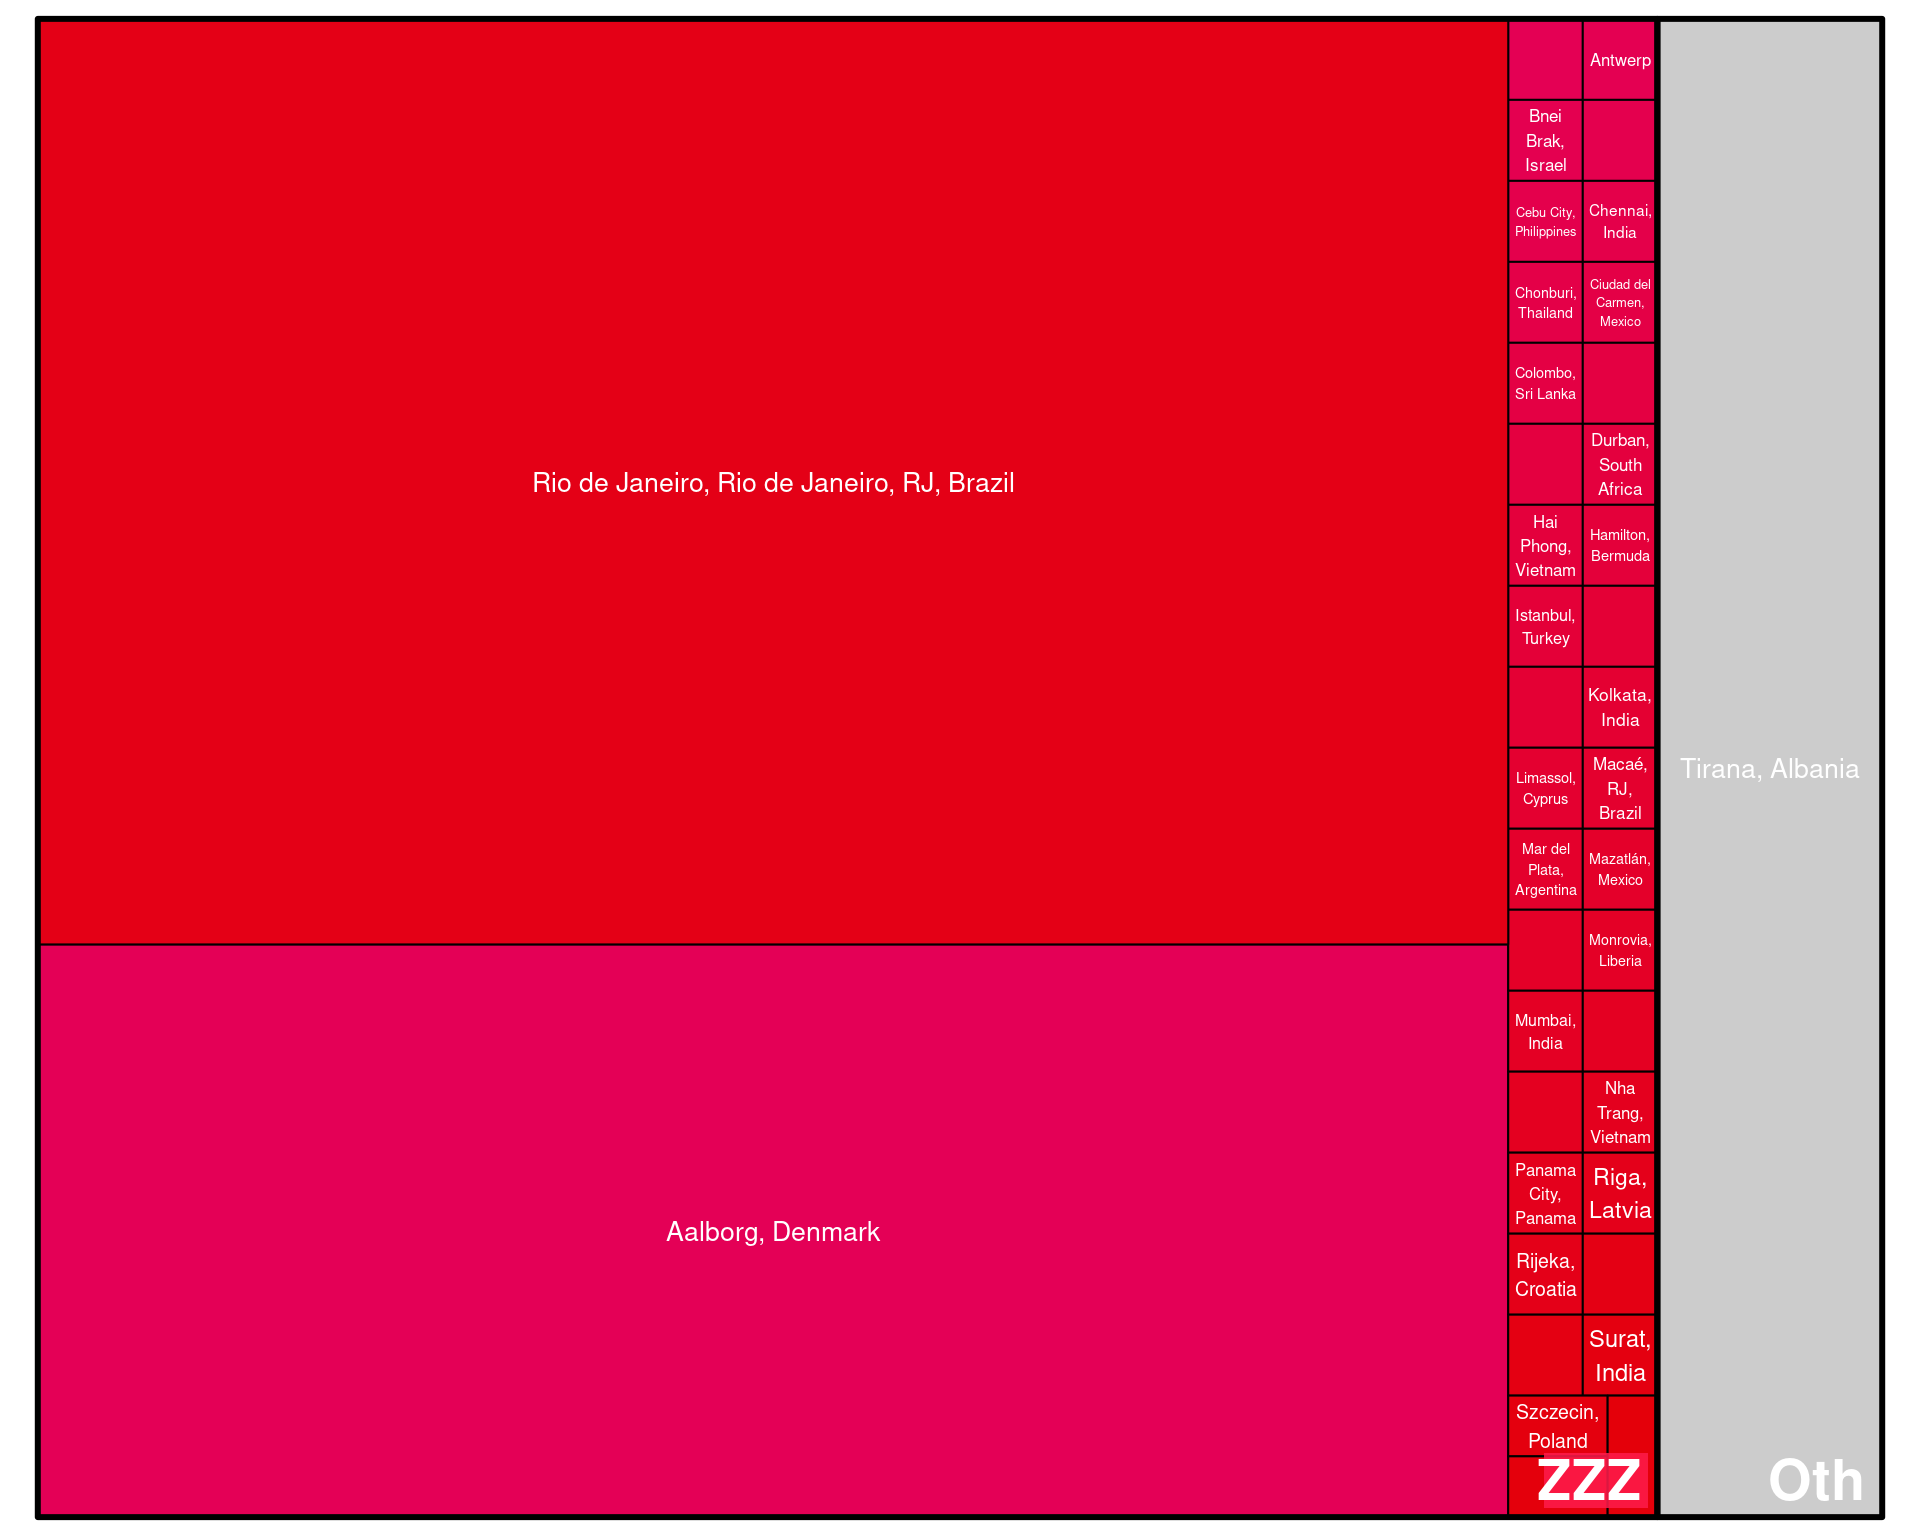 Rio de Janeiro, Rio de Janeiro, RJ, Brazil
Aalborg, Denmark
Antwerp
Bnei
Brak,
Israel
Cebu City,
Philippines
Chennai,
India
Chonburi,
Thailand
Ciudad del
Carmen,
Mexico
Colombo,
Sri Lanka
Durban,
South
Africa
Hai
Phong,
Vietnam
Hamilton,
Bermuda
Istanbul,
Turkey
Kolkata,
India
Limassol,
Cyprus
Macaé,
RJ,
Brazil
Mar del
Plata,
Argentina
Mazatlán,
Mexico
Monrovia,
Liberia
Mumbai,
India
Nha
Trang,
Vietnam
Panama
City,
Panama
Riga,
Latvia
Rijeka,
Croatia
Surat,
India
Szczecin,
Poland
ZZZ
Tirana, Albania
Oth